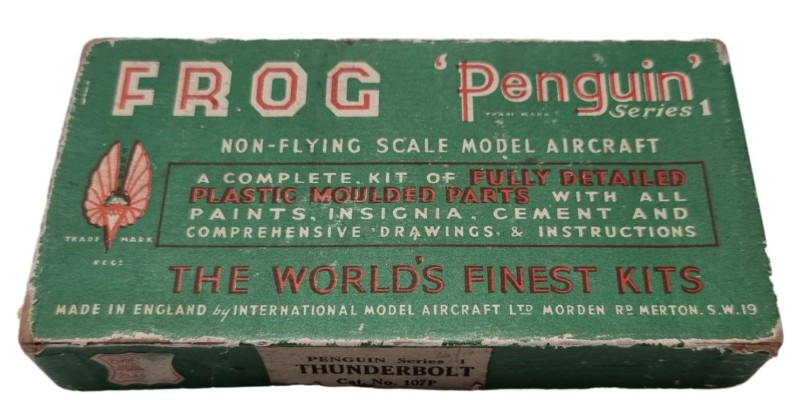 FROG 'Penguin'
TRADE MARK
Series 1
NON-FLYING SCALE MODEL AIRCRAFT
A COMPLETE KIT OF FULLY DETAILED
PLASTIC MOULDED PARTS WITH ALL
PAINTS, INSIGNIA, CEMENT AND
COMPREHENSIVE DRAWINGS & INSTRUCTIONS
TRADE MARK
REGD
THE WORLD'S FINEST KITS
MADE IN ENGLAND by INTERNATIONAL MODEL AIRCRAFT LTD MORDEN RD MERTON. S.W.19
PENGUIN Series 1
THUNDERBOLT
Cat. No. 107P